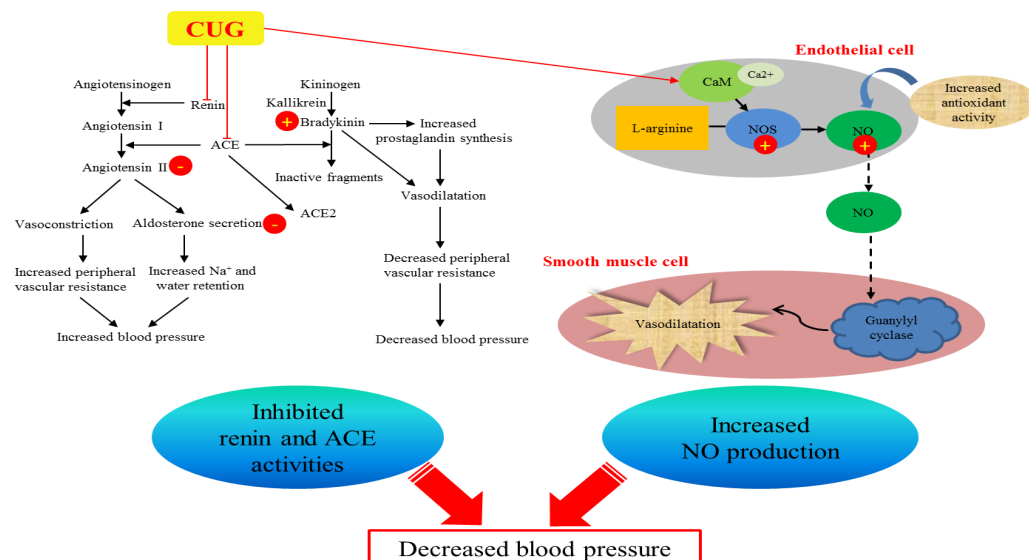 CUG
Angiotensinogen
Renin
Angiotensin I
ACE
Angiotensin II
-
Vasoconstriction
Aldosterone secretion
-
ACE2
Increased peripheral
vascular resistance
Increased Na⁺ and
water retention
Increased blood pressure
Kininogen
Kallikrein
+
Bradykinin
Increased
prostaglandin synthesis
Inactive fragments
Vasodilatation
Decreased peripheral
vascular resistance
Decreased blood pressure
Endothelial cell
CaM
Ca2+
L-arginine
NOS
+
NO
+
Increased
antioxidant
activity
NO
Smooth muscle cell
Vasodilatation
Guanylyl
cyclase
Inhibited
renin and ACE
activities
Increased
NO production
Decreased blood pressure